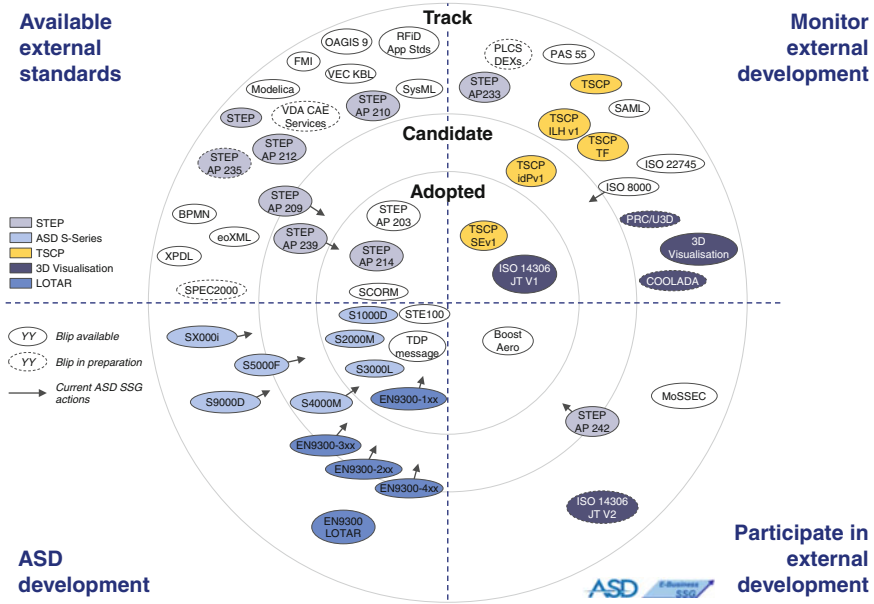 Available
external
standards
Track
Monitor
external
development
OAGIS 9
RFiD
App Stds
FMI
VEC KBL
Modelica
SysML
STEP
AP 210
VDA CAE
Services
STEP
STEP
AP 212
STEP
AP 235
PLCS
DEXs
PAS 55
STEP
AP233
TSCP
SAML
TSCP
ILH v1
TSCP
TF
ISO 22745
Candidate
TSCP
idPv1
ISO 8000
Adopted
STEP
AP 209
STEP
AP 203
STEP
AP 239
STEP
AP 214
BPMN
eoXML
XPDL
SPEC2000
SCORM
TSCP
SEv1
ISO 14306
JT V1
PRC/U3D
3D
Visualisation
COOLADA
STEP
ASD S-Series
TSCP
3D Visualisation
LOTAR
YY Blip available
YY Blip in preparation
Current ASD SSG
actions
S1000D
STE100
SX000i
S2000M
TDP
message
S5000F
S3000L
S9000D
S4000M
EN9300-1xx
EN9300-3xx
EN9300-2xx
EN9300-4xx
EN9300
LOTAR
Boost
Aero
MoSSEC
STEP
AP 242
ISO 14306
JT V2
ASD
development
Participate in
external
development
ASD
E-Business
SSG